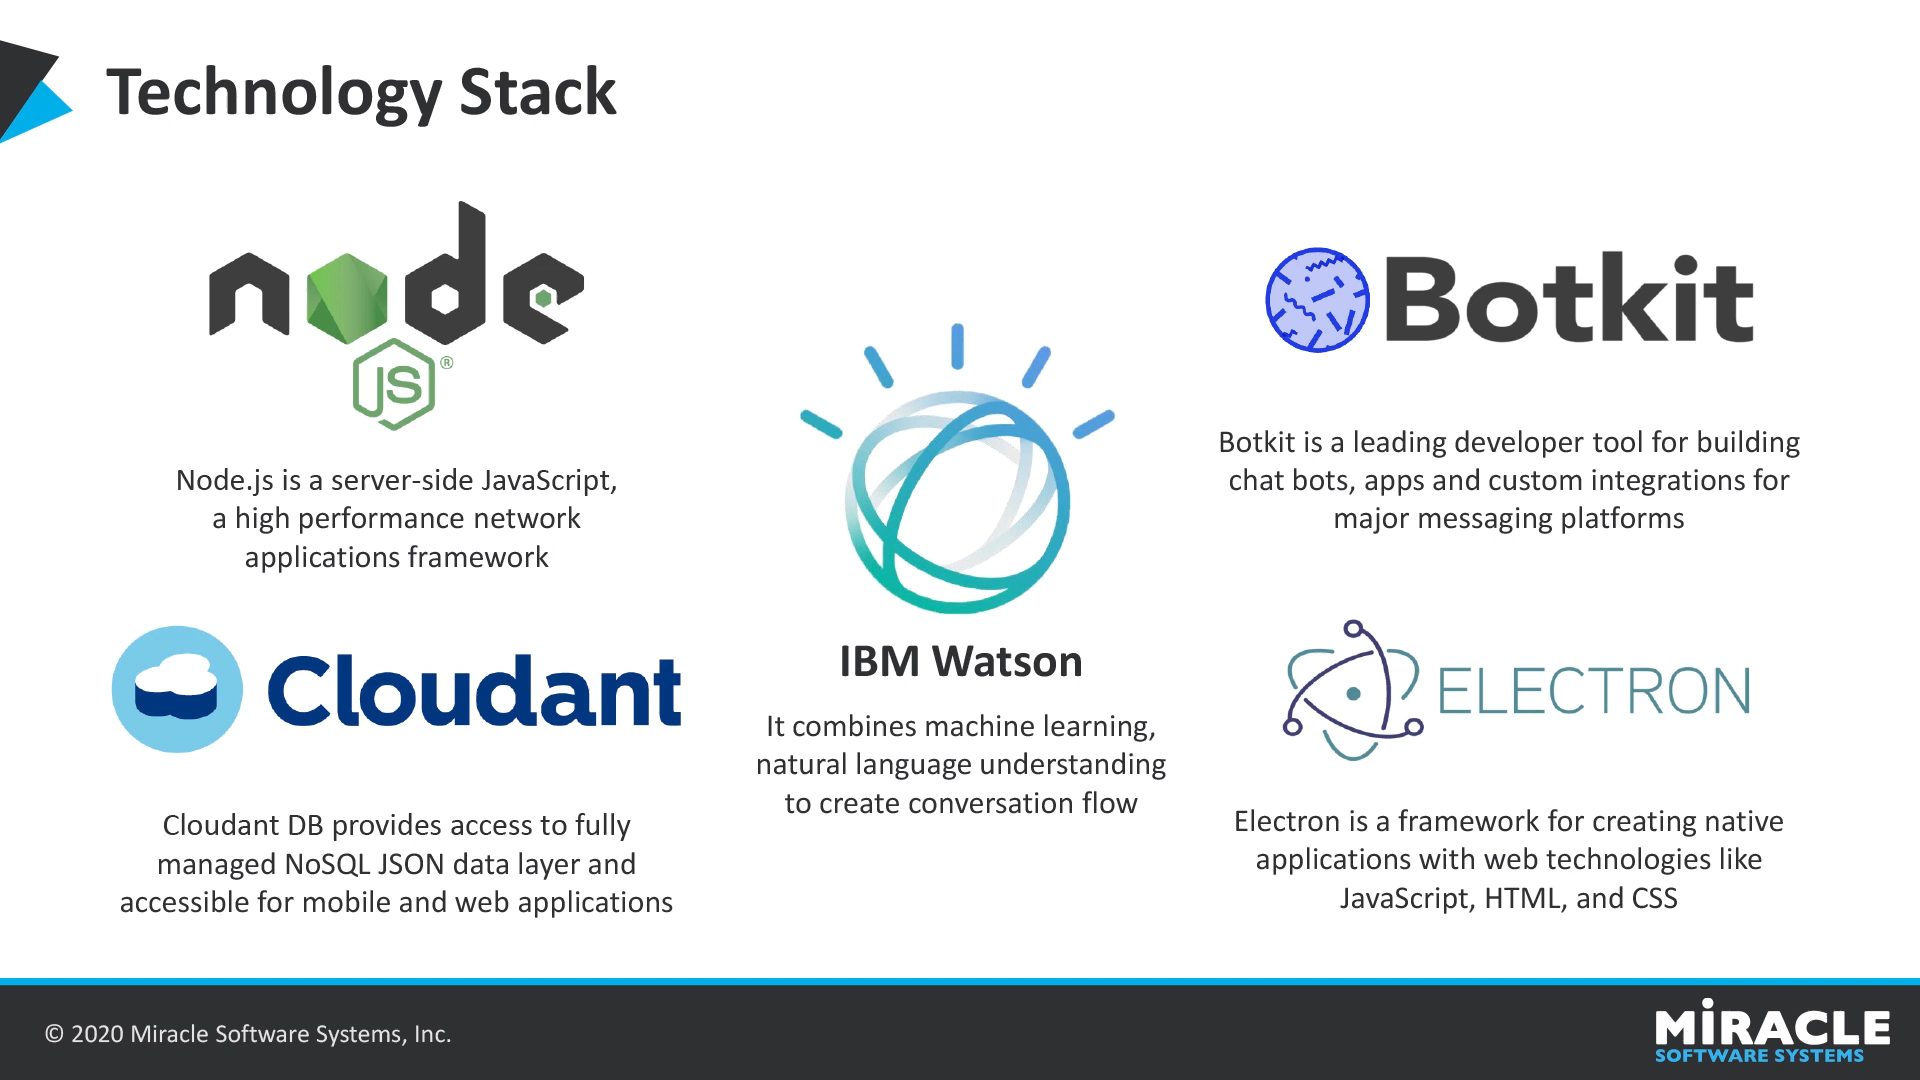 Technology Stack
node
JS®
Node.js is a server-side JavaScript,
a high performance network
applications framework
Cloudant
Cloudant DB provides access to fully
managed NoSQL JSON data layer and
accessible for mobile and web applications
IBM Watson
It combines machine learning,
natural language understanding
to create conversation flow
Botkit
Botkit is a leading developer tool for building
chat bots, apps and custom integrations for
major messaging platforms
ELECTRON
Electron is a framework for creating native
applications with web technologies like
JavaScript, HTML, and CSS
© 2020 Miracle Software Systems, Inc.
MiRACLE
SOFTWARE SYSTEMS